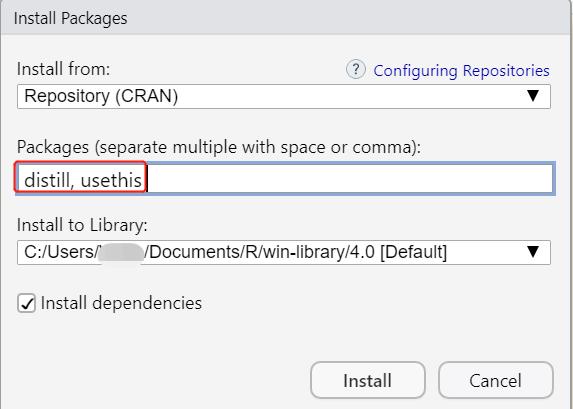 Install Packages
Install from:
? Configuring Repositories
Repository (CRAN)
Packages (separate multiple with space or comma):
distill, usethis
Install to Library:
C:/Users/ /Documents/R/win-library/4.0 [Default]
Install dependencies
Install
Cancel